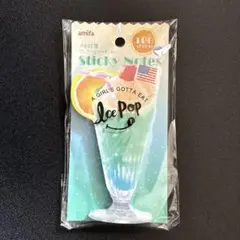 amifa
100
Sticky Notes
A GIRL'S GOTTA EAT
Ice Pop